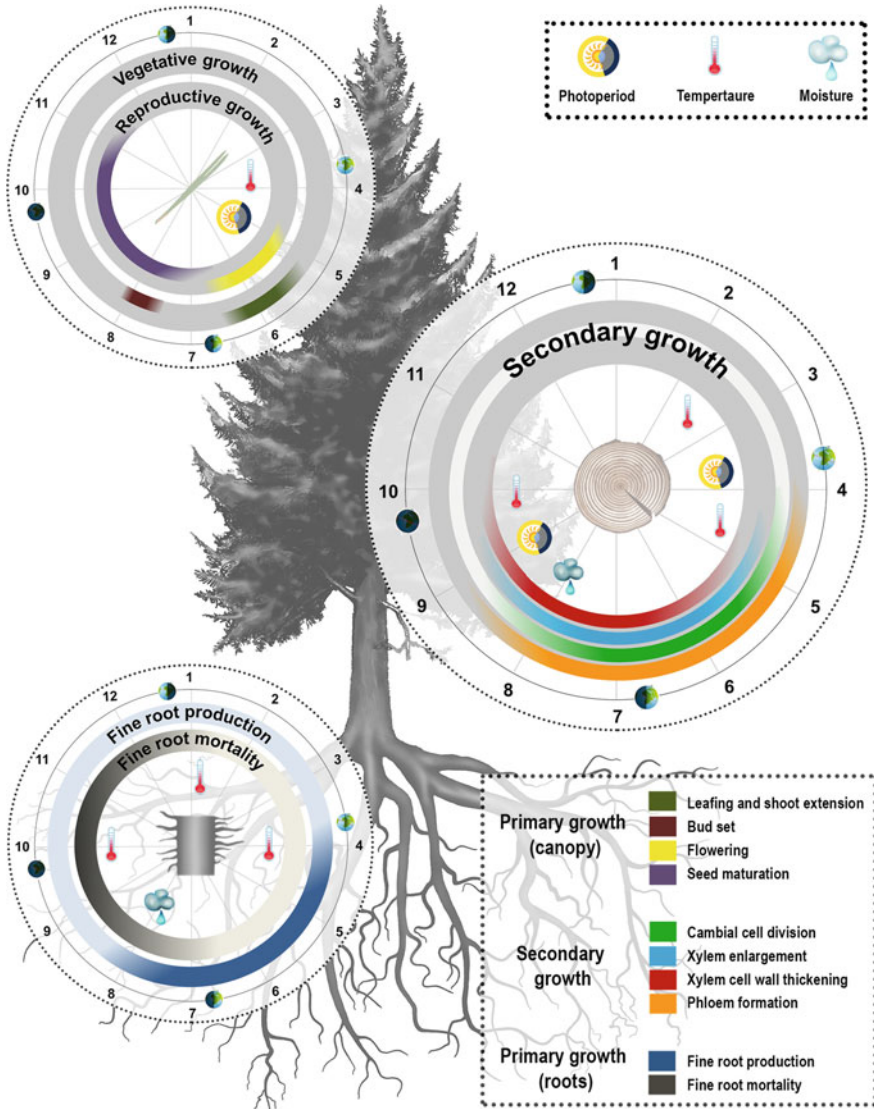 1
2
3
4
5
6
7
8
9
10
11
12
Vegetative growth
Reproductive growth
Photoperiod
Tempertaure
Moisture
1
2
3
4
5
6
7
8
9
10
11
12
Secondary growth
1
2
3
4
5
6
7
8
9
10
11
12
Fine root production
Fine root mortality
Primary growth
(canopy)
Leafing and shoot extension
Bud set
Flowering
Seed maturation
Secondary
growth
Cambial cell division
Xylem enlargement
Xylem cell wall thickening
Phloem formation
Primary growth
(roots)
Fine root production
Fine root mortality